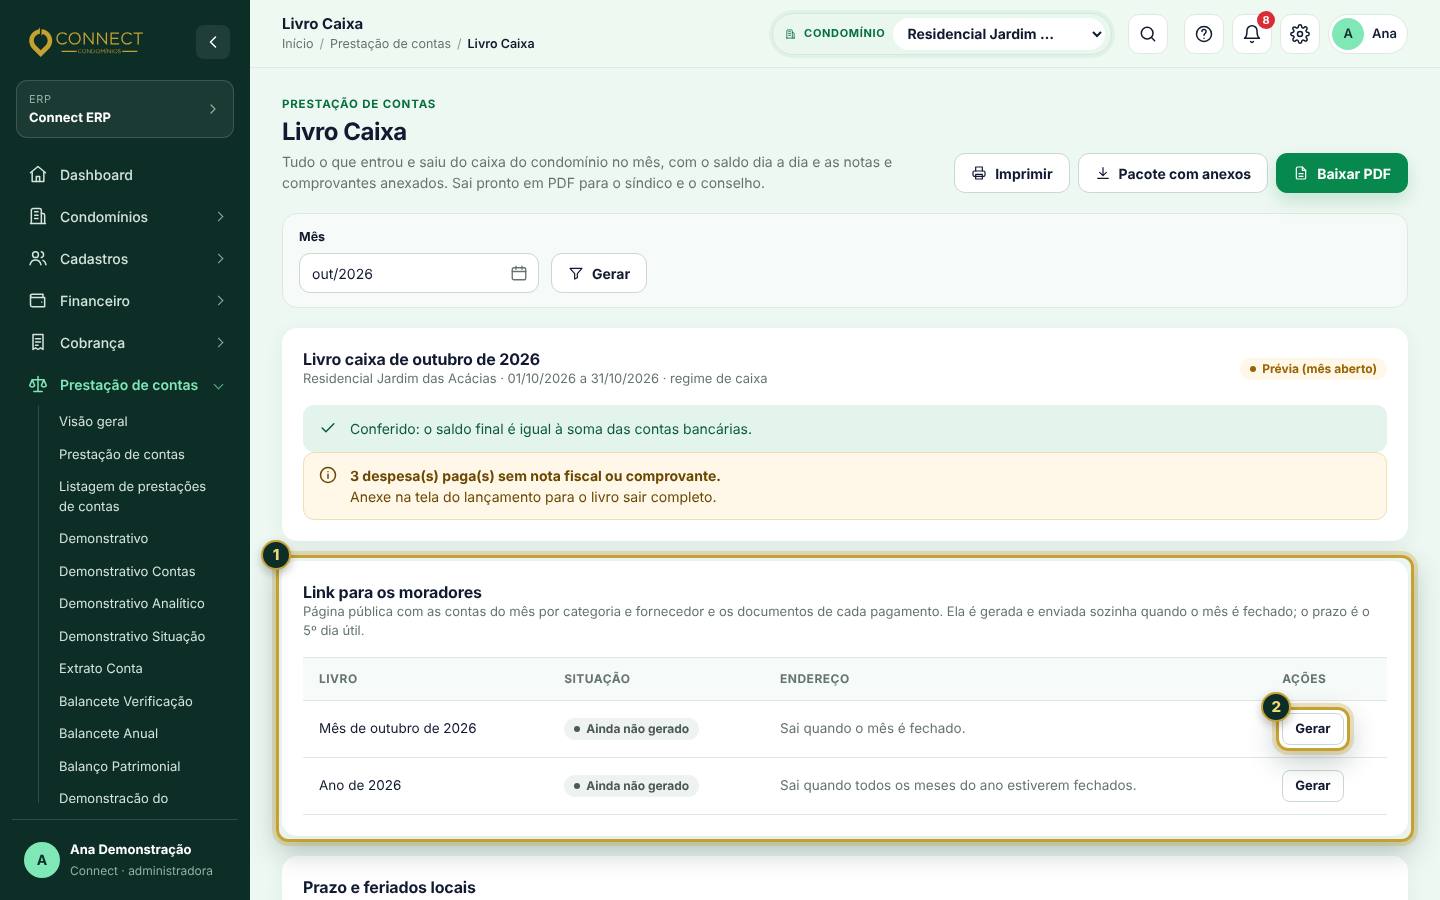 CONNECT
CONDOMÍNIOS
ERP
Connect ERP
Dashboard
Condomínios
Cadastros
Financeiro
Cobrança
Prestação de contas
Visão geral
Prestação de contas
Listagem de prestações
de contas
Demonstrativo
Demonstrativo Contas
Demonstrativo Analítico
Demonstrativo Situação
Extrato Conta
Balancete Verificação
Balancete Anual
Balanço Patrimonial
Demonstração do
A
Ana Demonstração
Connect · administradora
Livro Caixa
Início / Prestação de contas / Livro Caixa
CONDOMÍNIO
Residencial Jardim ...
8
A
Ana
PRESTAÇÃO DE CONTAS
Livro Caixa
Tudo o que entrou e saiu do caixa do condomínio no mês, com o saldo dia a dia e as notas e
comprovantes anexados. Sai pronto em PDF para o síndico e o conselho.
Imprimir
Pacote com anexos
Baixar PDF
Mês
out/2026
Gerar
Livro caixa de outubro de 2026
Residencial Jardim das Acácias · 01/10/2026 a 31/10/2026 · regime de caixa
Prévia (mês aberto)
Conferido: o saldo final é igual à soma das contas bancárias.
3 despesa(s) paga(s) sem nota fiscal ou comprovante.
Anexe na tela do lançamento para o livro sair completo.
1
Link para os moradores
Página pública com as contas do mês por categoria e fornecedor e os documentos de cada pagamento. Ela é gerada e enviada sozinha quando o mês é fechado; o prazo é o
5º dia útil.
LIVRO SITUAÇÃO ENDEREÇO AÇÕES
2
Mês de outubro de 2026 Ainda não gerado Sai quando o mês é fechado. Gerar
Ano de 2026 Ainda não gerado Sai quando todos os meses do ano estiverem fechados. Gerar
Prazo e feriados locais